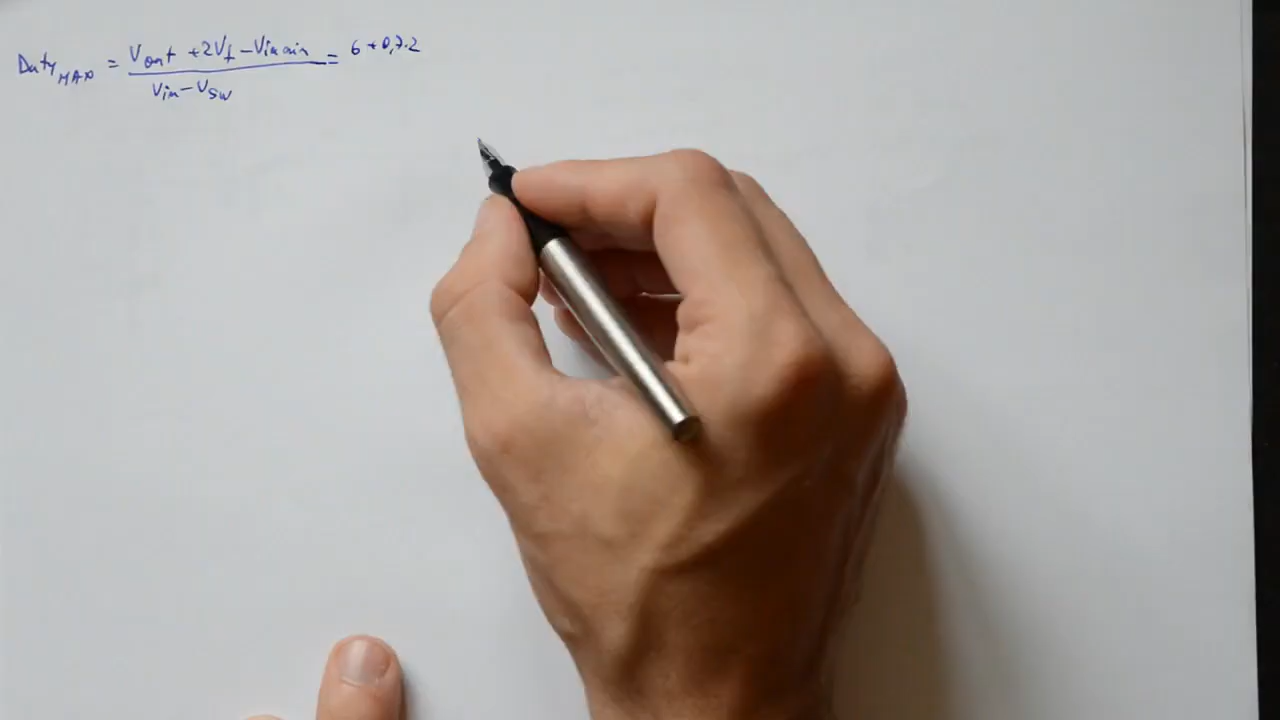 Duty MAX = Vout + 2Vf - Vin min = 6 + 0,7.2
Vin - Vsw